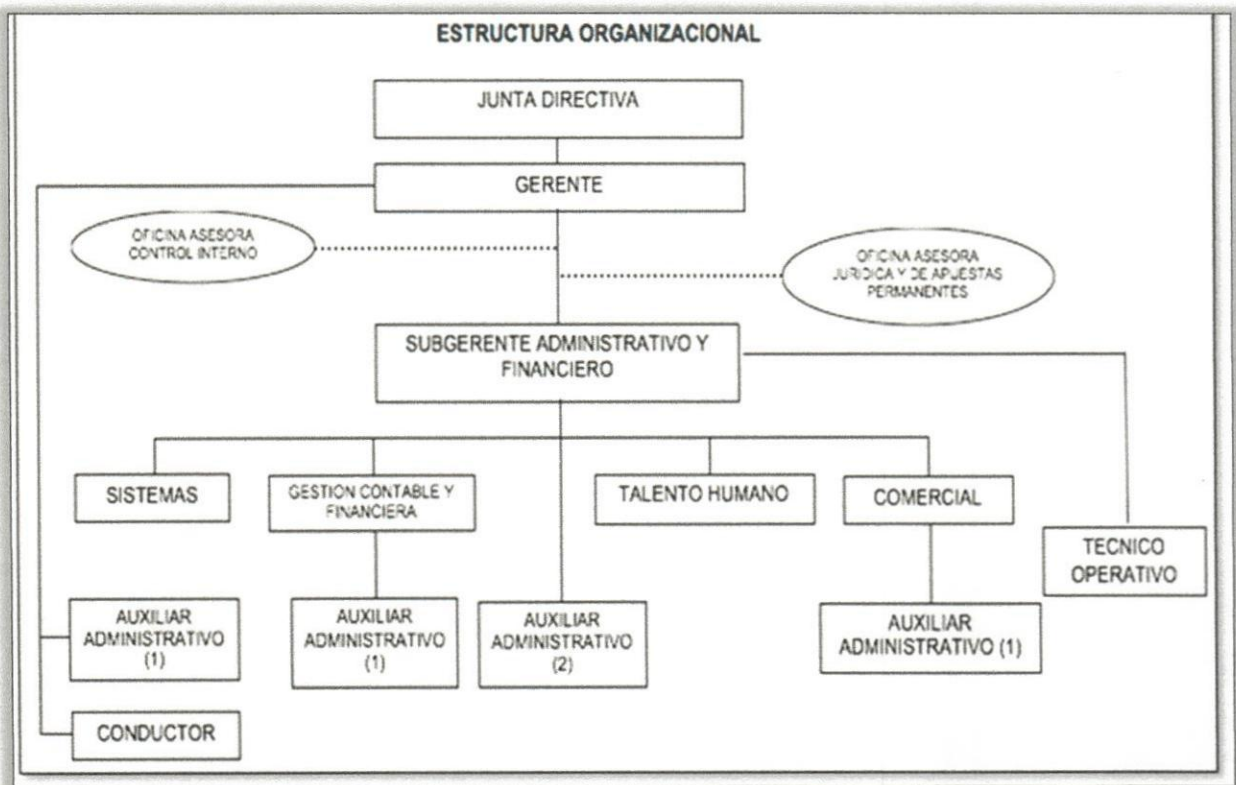 ESTRUCTURA ORGANIZACIONAL
JUNTA DIRECTIVA
GERENTE
OFICINA ASESORA
CONTROL INTERNO
OFICINA ASESORA
JURIDICA Y DE APUESTAS
PERMANENTES
SUBGERENTE ADMINISTRATIVO Y
FINANCIERO
SISTEMAS
GESTION CONTABLE Y
FINANCIERA
TALENTO HUMANO
COMERCIAL
TECNICO
OPERATIVO
AUXILIAR
ADMINISTRATIVO
(1)
AUXILIAR
ADMINISTRATIVO
(1)
AUXILIAR
ADMINISTRATIVO
(2)
AUXILIAR
ADMINISTRATIVO (1)
CONDUCTOR